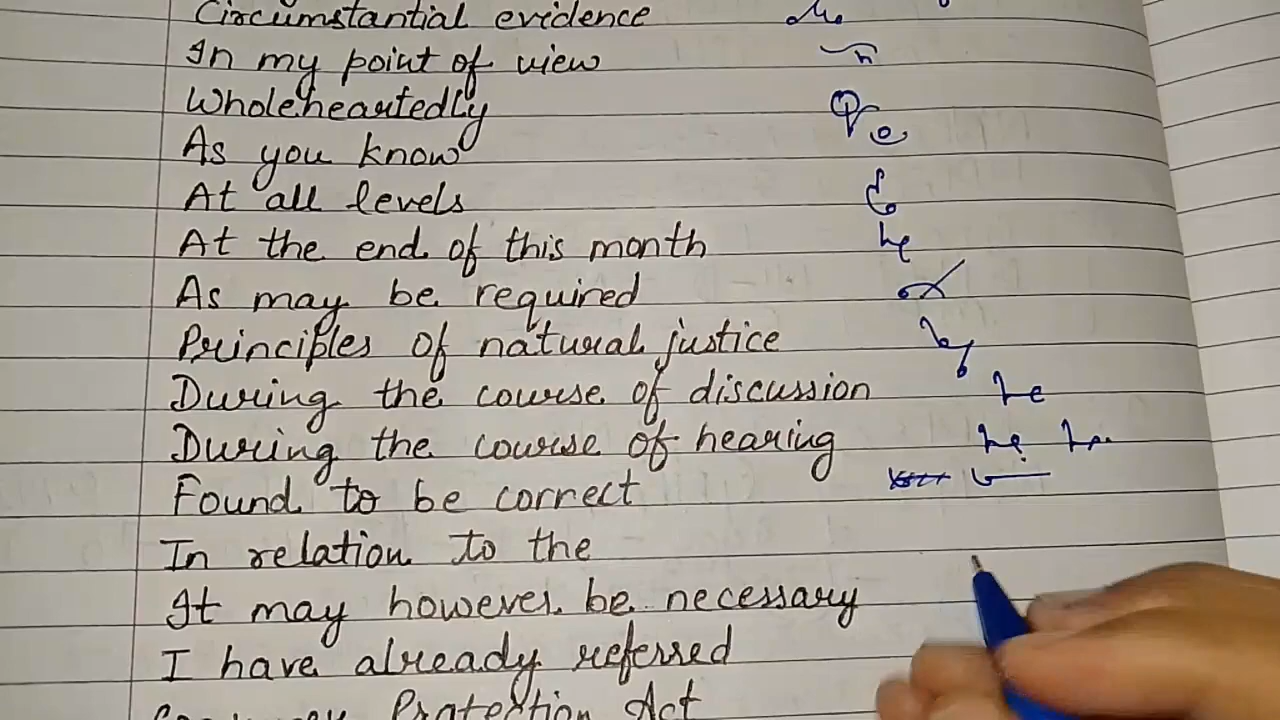 Circumstantial evidence
In my point of view
Wholeheartedly
As you know
At all levels
At the end of this month
As may be required
Principles of natural justice
During the course of discussion
During the course of hearing
Found to be correct
In relation to the
It may however be necessary
I have already referred
Protection Act